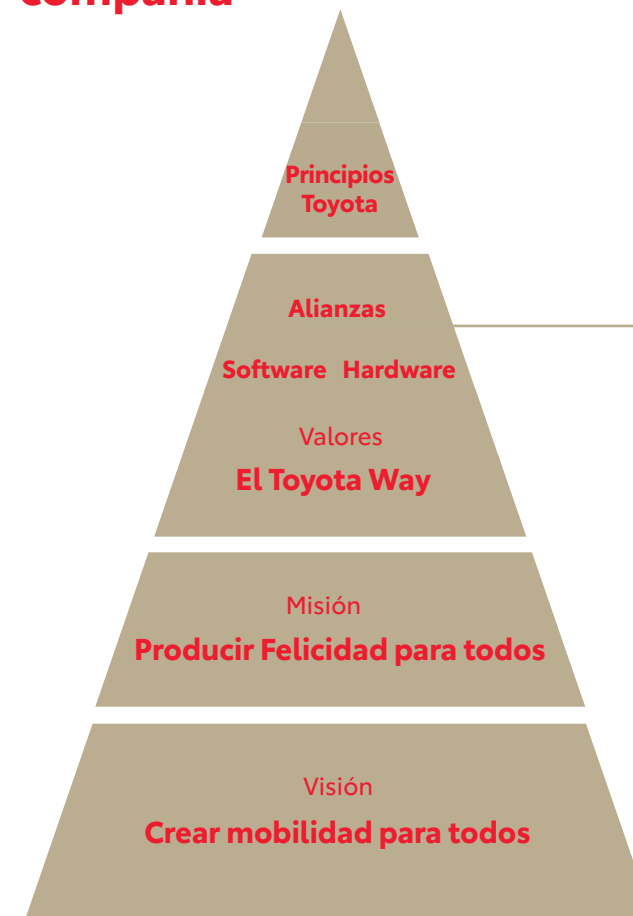 compañía
Principios
Toyota
Alianzas
Software Hardware
Valores
El Toyota Way
Misión
Producir Felicidad para todos
Visión
Crear mobilidad para todos